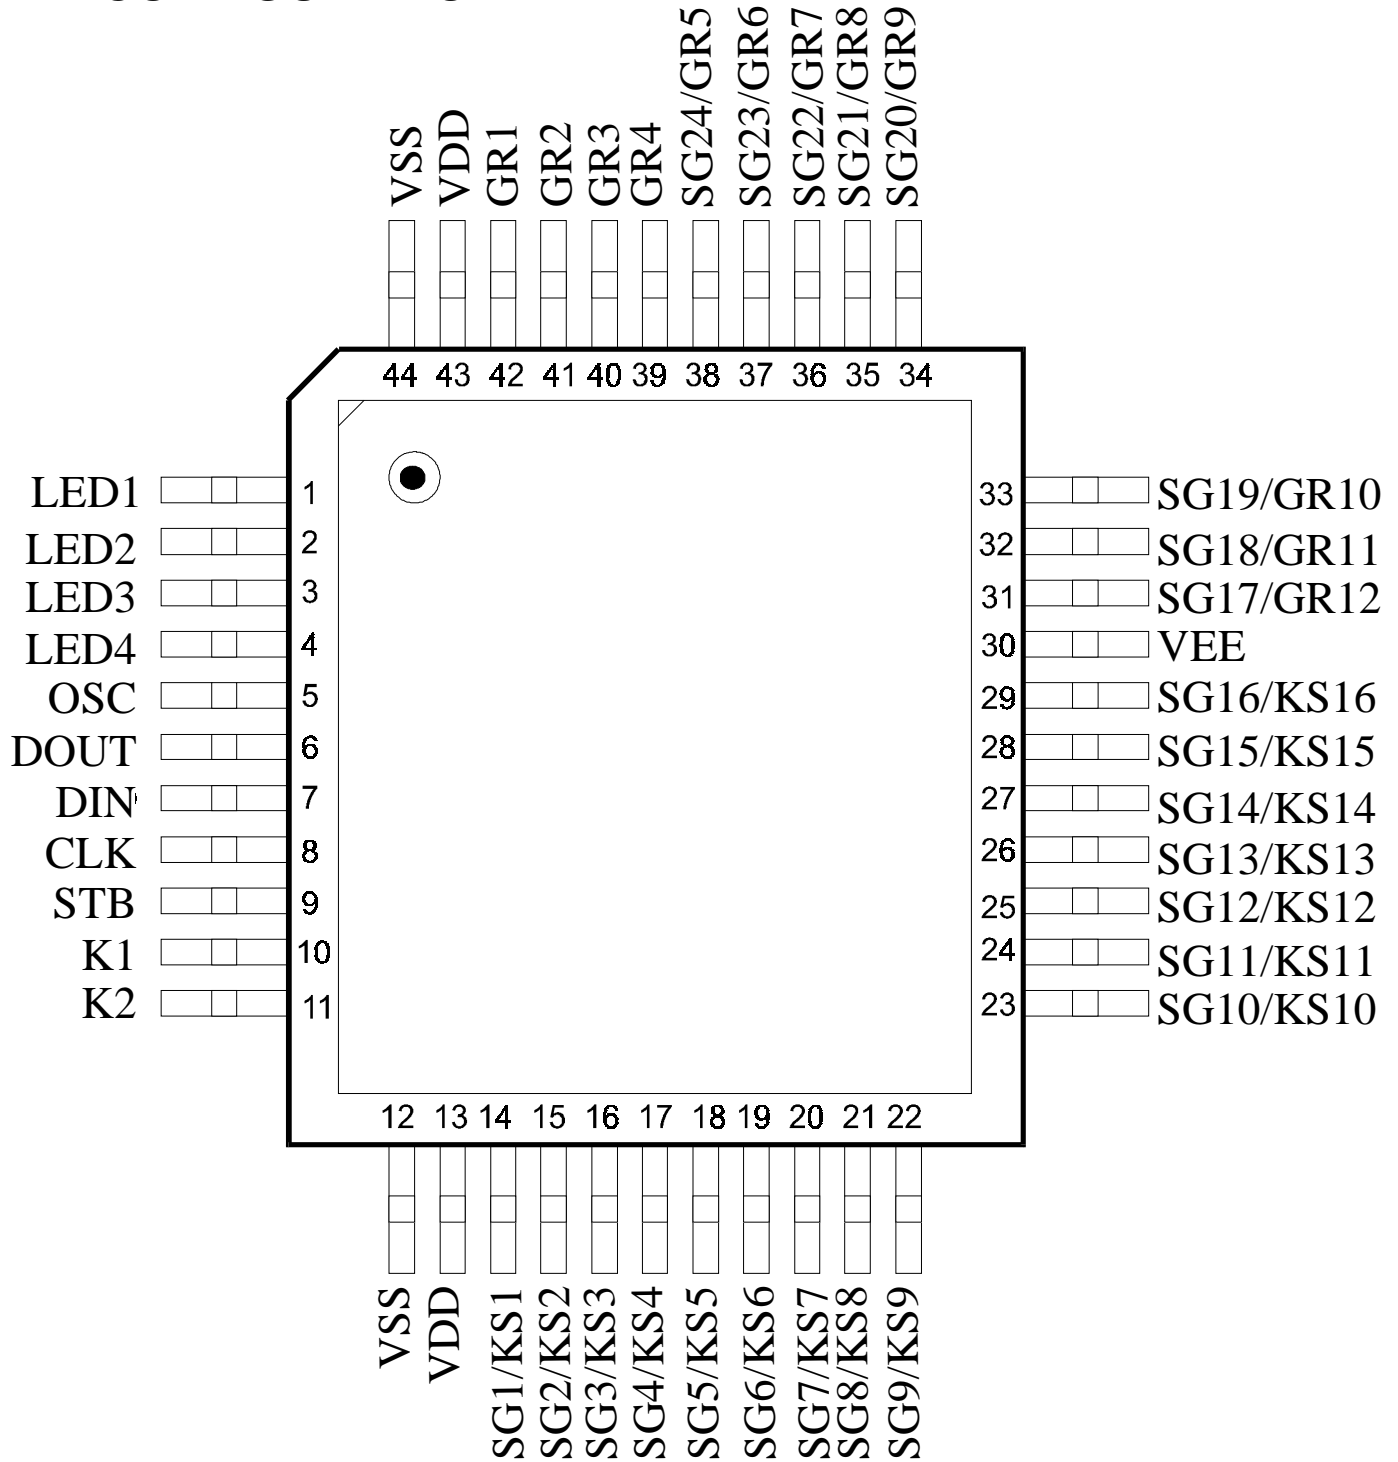 VSS
VDD
GR1
GR2
GR3
GR4
SG24/GR5
SG23/GR6
SG22/GR7
SG21/GR8
SG20/GR9
44 43 42 41 40 39 38 37 36 35 34
LED1 1 33 SG19/GR10
LED2 2 32 SG18/GR11
LED3 3 31 SG17/GR12
LED4 4 30 VEE
OSC 5 29 SG16/KS16
DOUT 6 28 SG15/KS15
DIN 7 27 SG14/KS14
CLK 8 26 SG13/KS13
STB 9 25 SG12/KS12
K1 10 24 SG11/KS11
K2 11 23 SG10/KS10
12 13 14 15 16 17 18 19 20 21 22
VSS
VDD
SG1/KS1
SG2/KS2
SG3/KS3
SG4/KS4
SG5/KS5
SG6/KS6
SG7/KS7
SG8/KS8
SG9/KS9